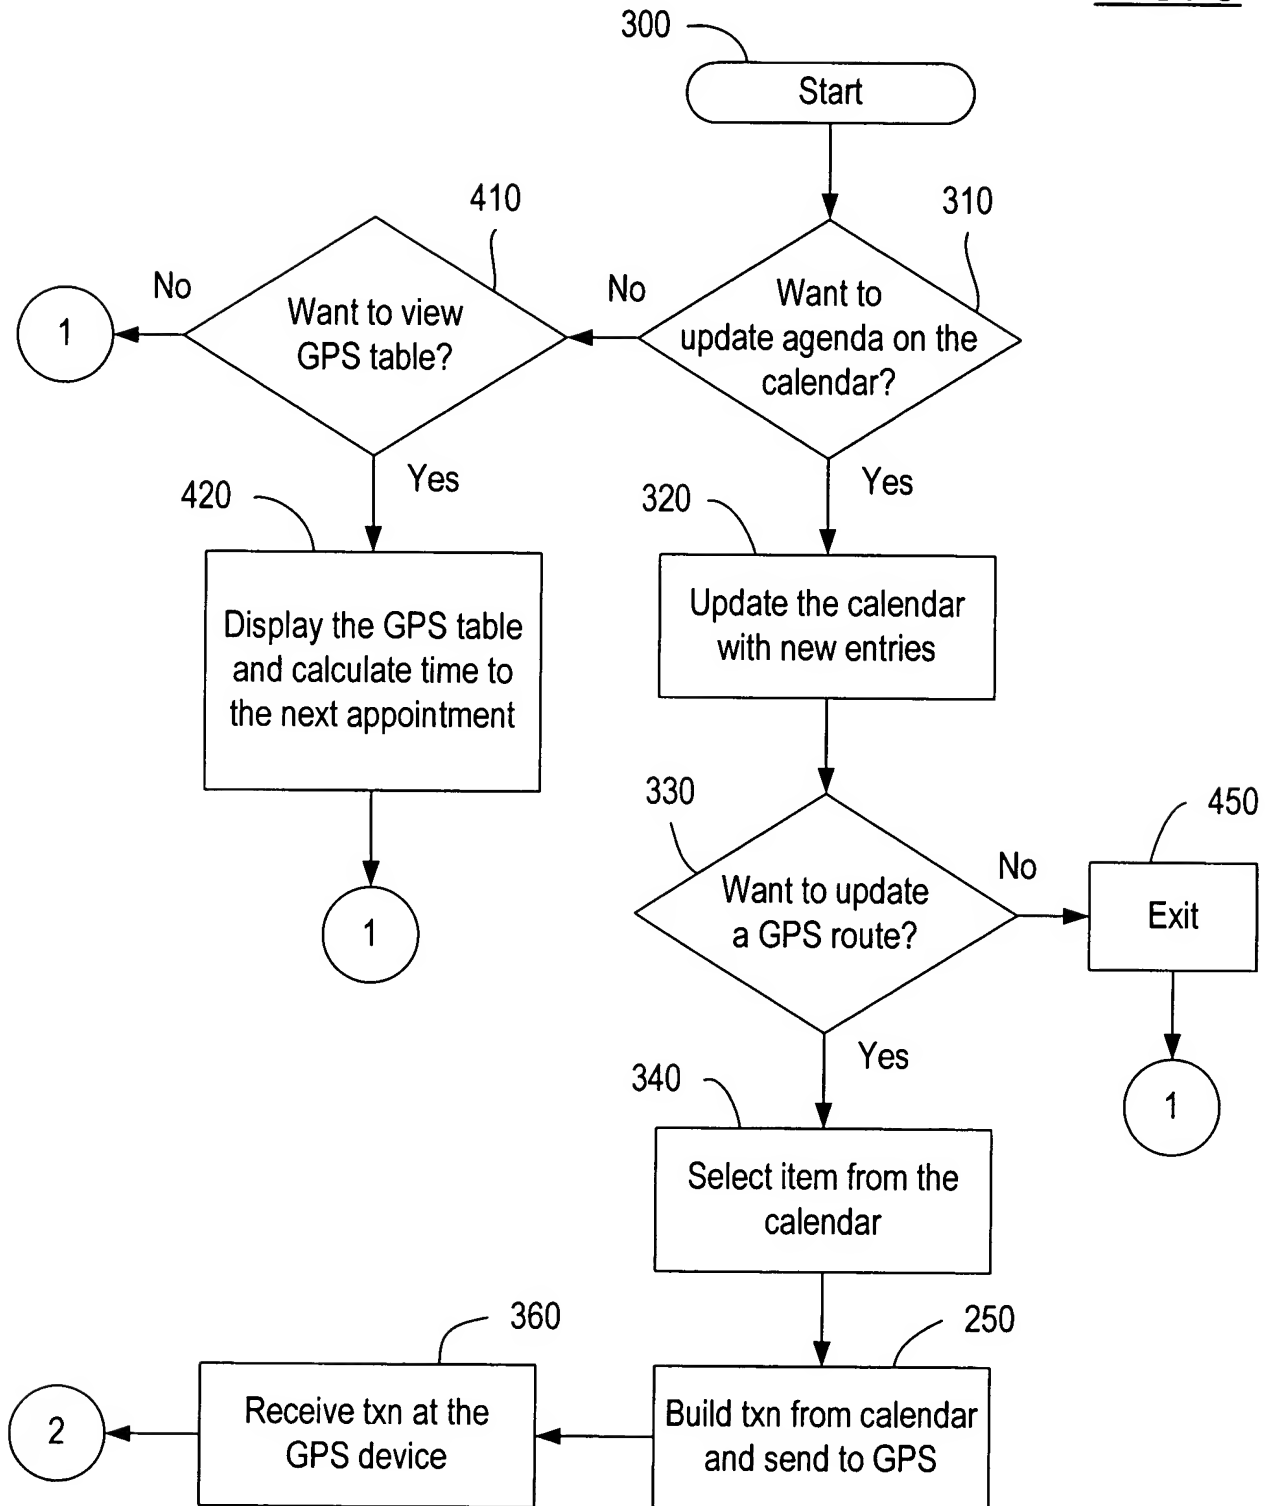 300
Start
410
310
No
No
1
Want to view
GPS table?
Want to
update agenda on the
calendar?
Yes
Yes
420
320
Display the GPS table
and calculate time to
the next appointment
Update the calendar
with new entries
330
450
No
1
Want to update
a GPS route?
Exit
Yes
340
1
Select item from the
calendar
360
250
2
Receive txn at the
GPS device
Build txn from calendar
and send to GPS